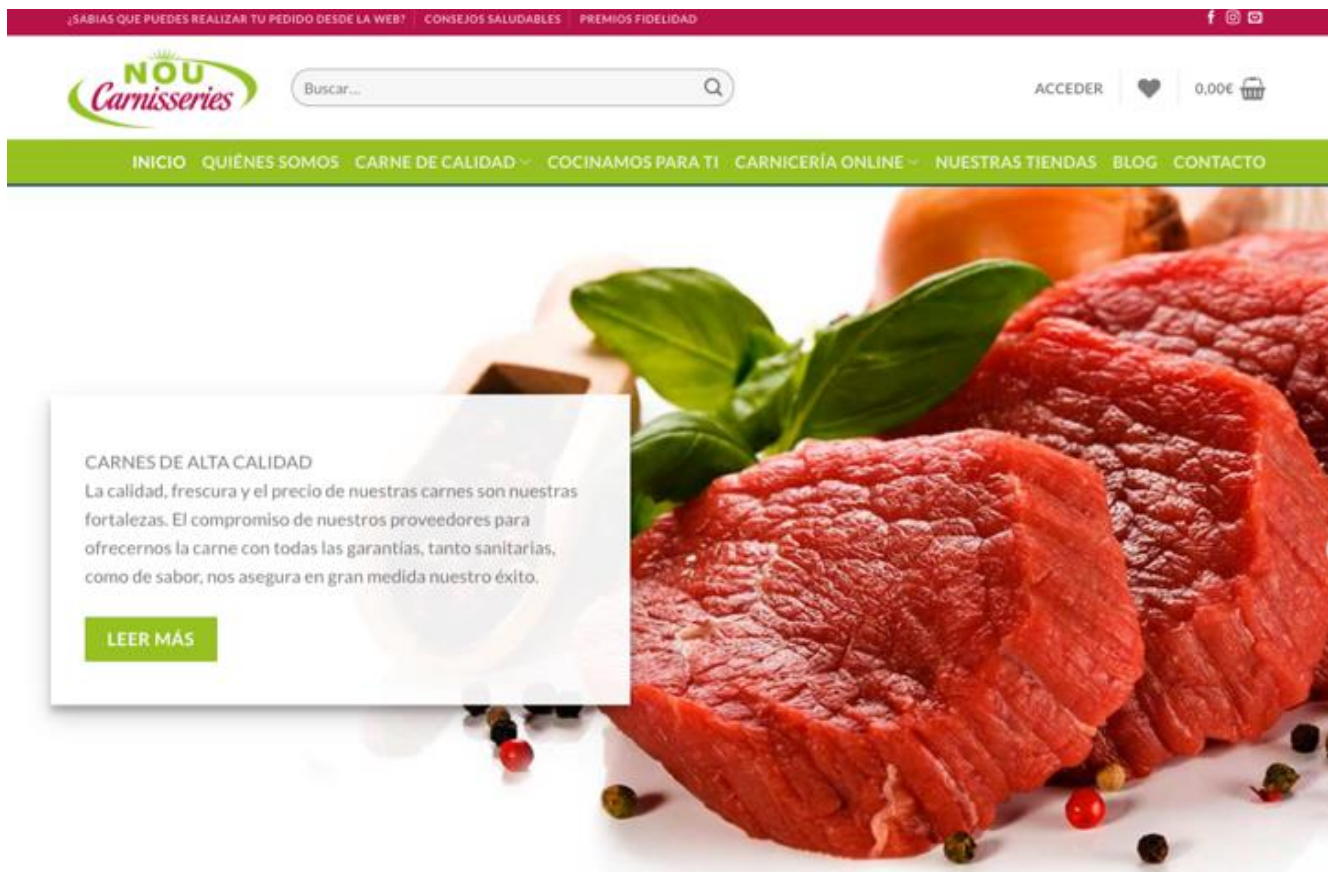 ¿SABIAS QUE PUEDES REALIZAR TU PEDIDO DESDE LA WEB? CONSEJOS SALUDABLES PREMIOS FIDELIDAD
NOU
Carnisseries
Buscar...
ACCEDER 0,00€
INICIO QUIÉNES SOMOS CARNE DE CALIDAD COCINAMOS PARA TI CARNICERÍA ONLINE NUESTRAS TIENDAS BLOG CONTACTO
CARNES DE ALTA CALIDAD
La calidad, frescura y el precio de nuestras carnes son nuestras
fortalezas. El compromiso de nuestros proveedores para
ofrecernos la carne con todas las garantías, tanto sanitarias,
como de sabor, nos asegura en gran medida nuestro éxito.
LEER MÁS